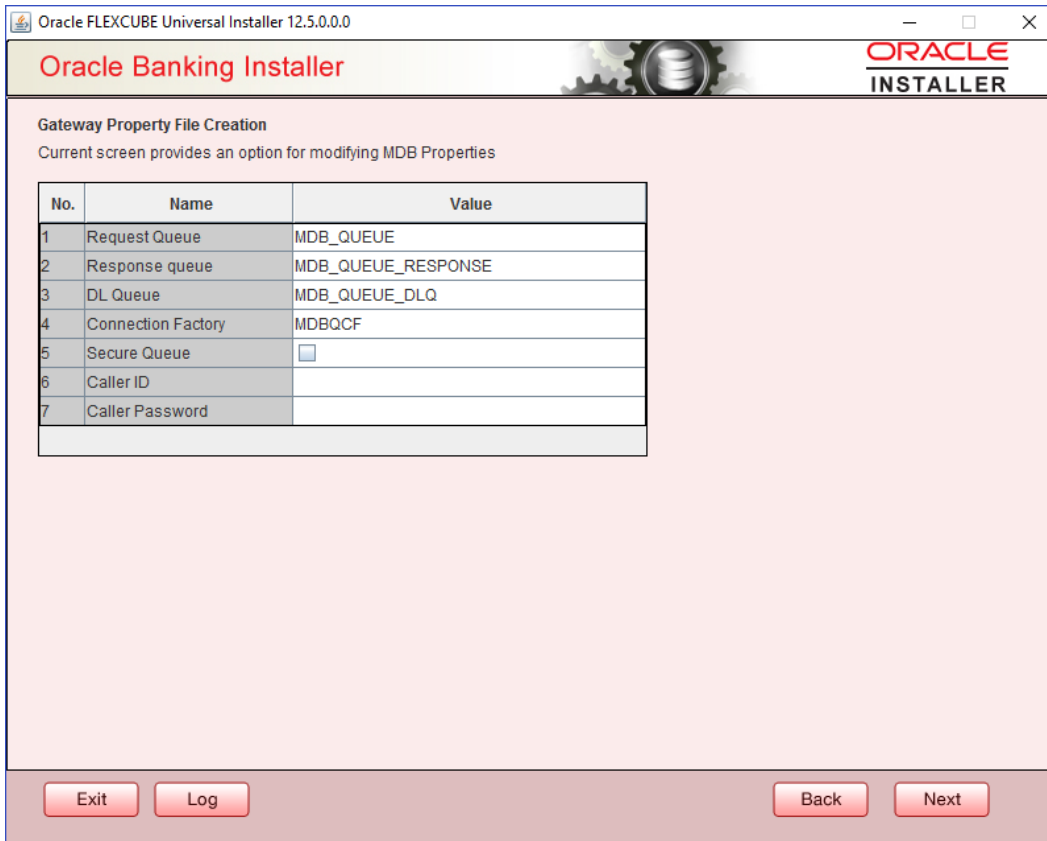 Oracle FLEXCUBE Universal Installer 12.5.0.0.0
Oracle Banking Installer
ORACLE
INSTALLER
Gateway Property File Creation
Current screen provides an option for modifying MDB Properties
No. Name Value
1 Request Queue MDB_QUEUE
2 Response queue MDB_QUEUE_RESPONSE
3 DL Queue MDB_QUEUE_DLQ
4 Connection Factory MDBQCF
5 Secure Queue
6 Caller ID
7 Caller Password
Exit Log Back Next